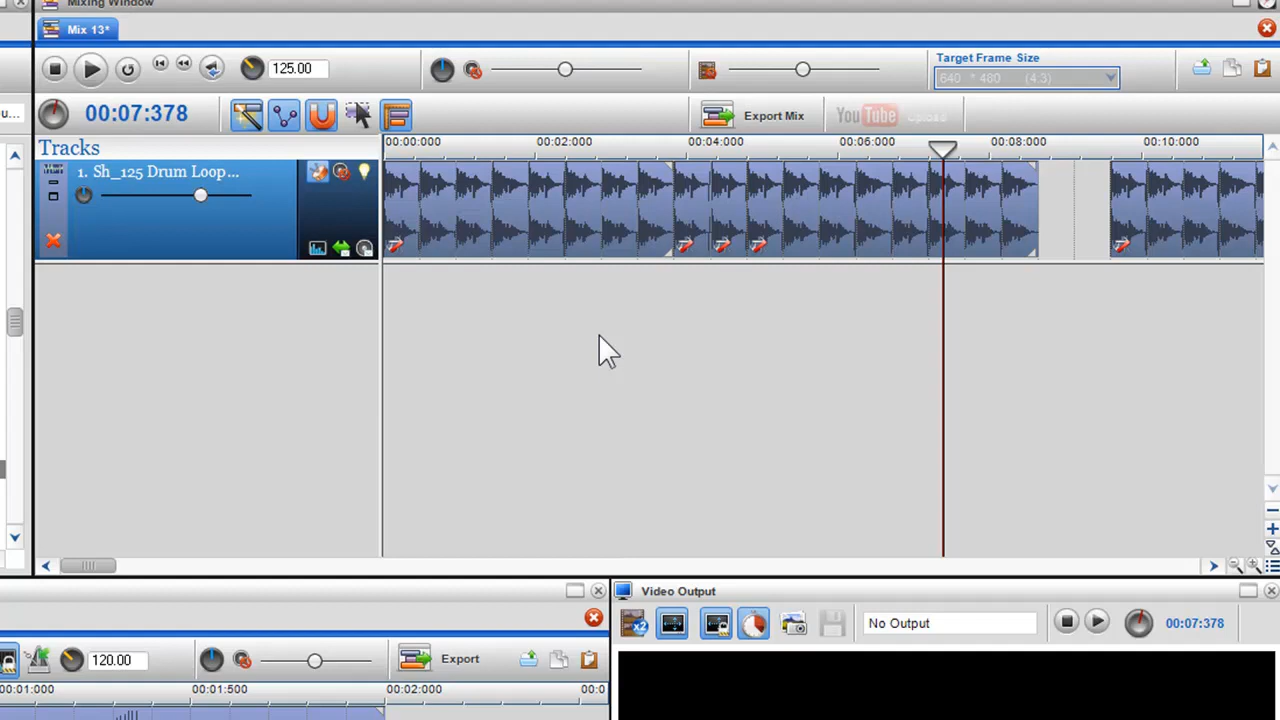 Mixing Window
Mix 13*
125.00
Target Frame Size
640 * 480 (4:3)
ou...
00:07:378
Export Mix
YouTube Upload
Tracks
00:00:000 00:02:000 00:04:000 00:06:000 00:08:000 00:10:000
1. Sh_125 Drum Loop...
Video Output
No Output
00:07:378
120.00
Export
00:01:000 00:01:500 00:02:000 00:0